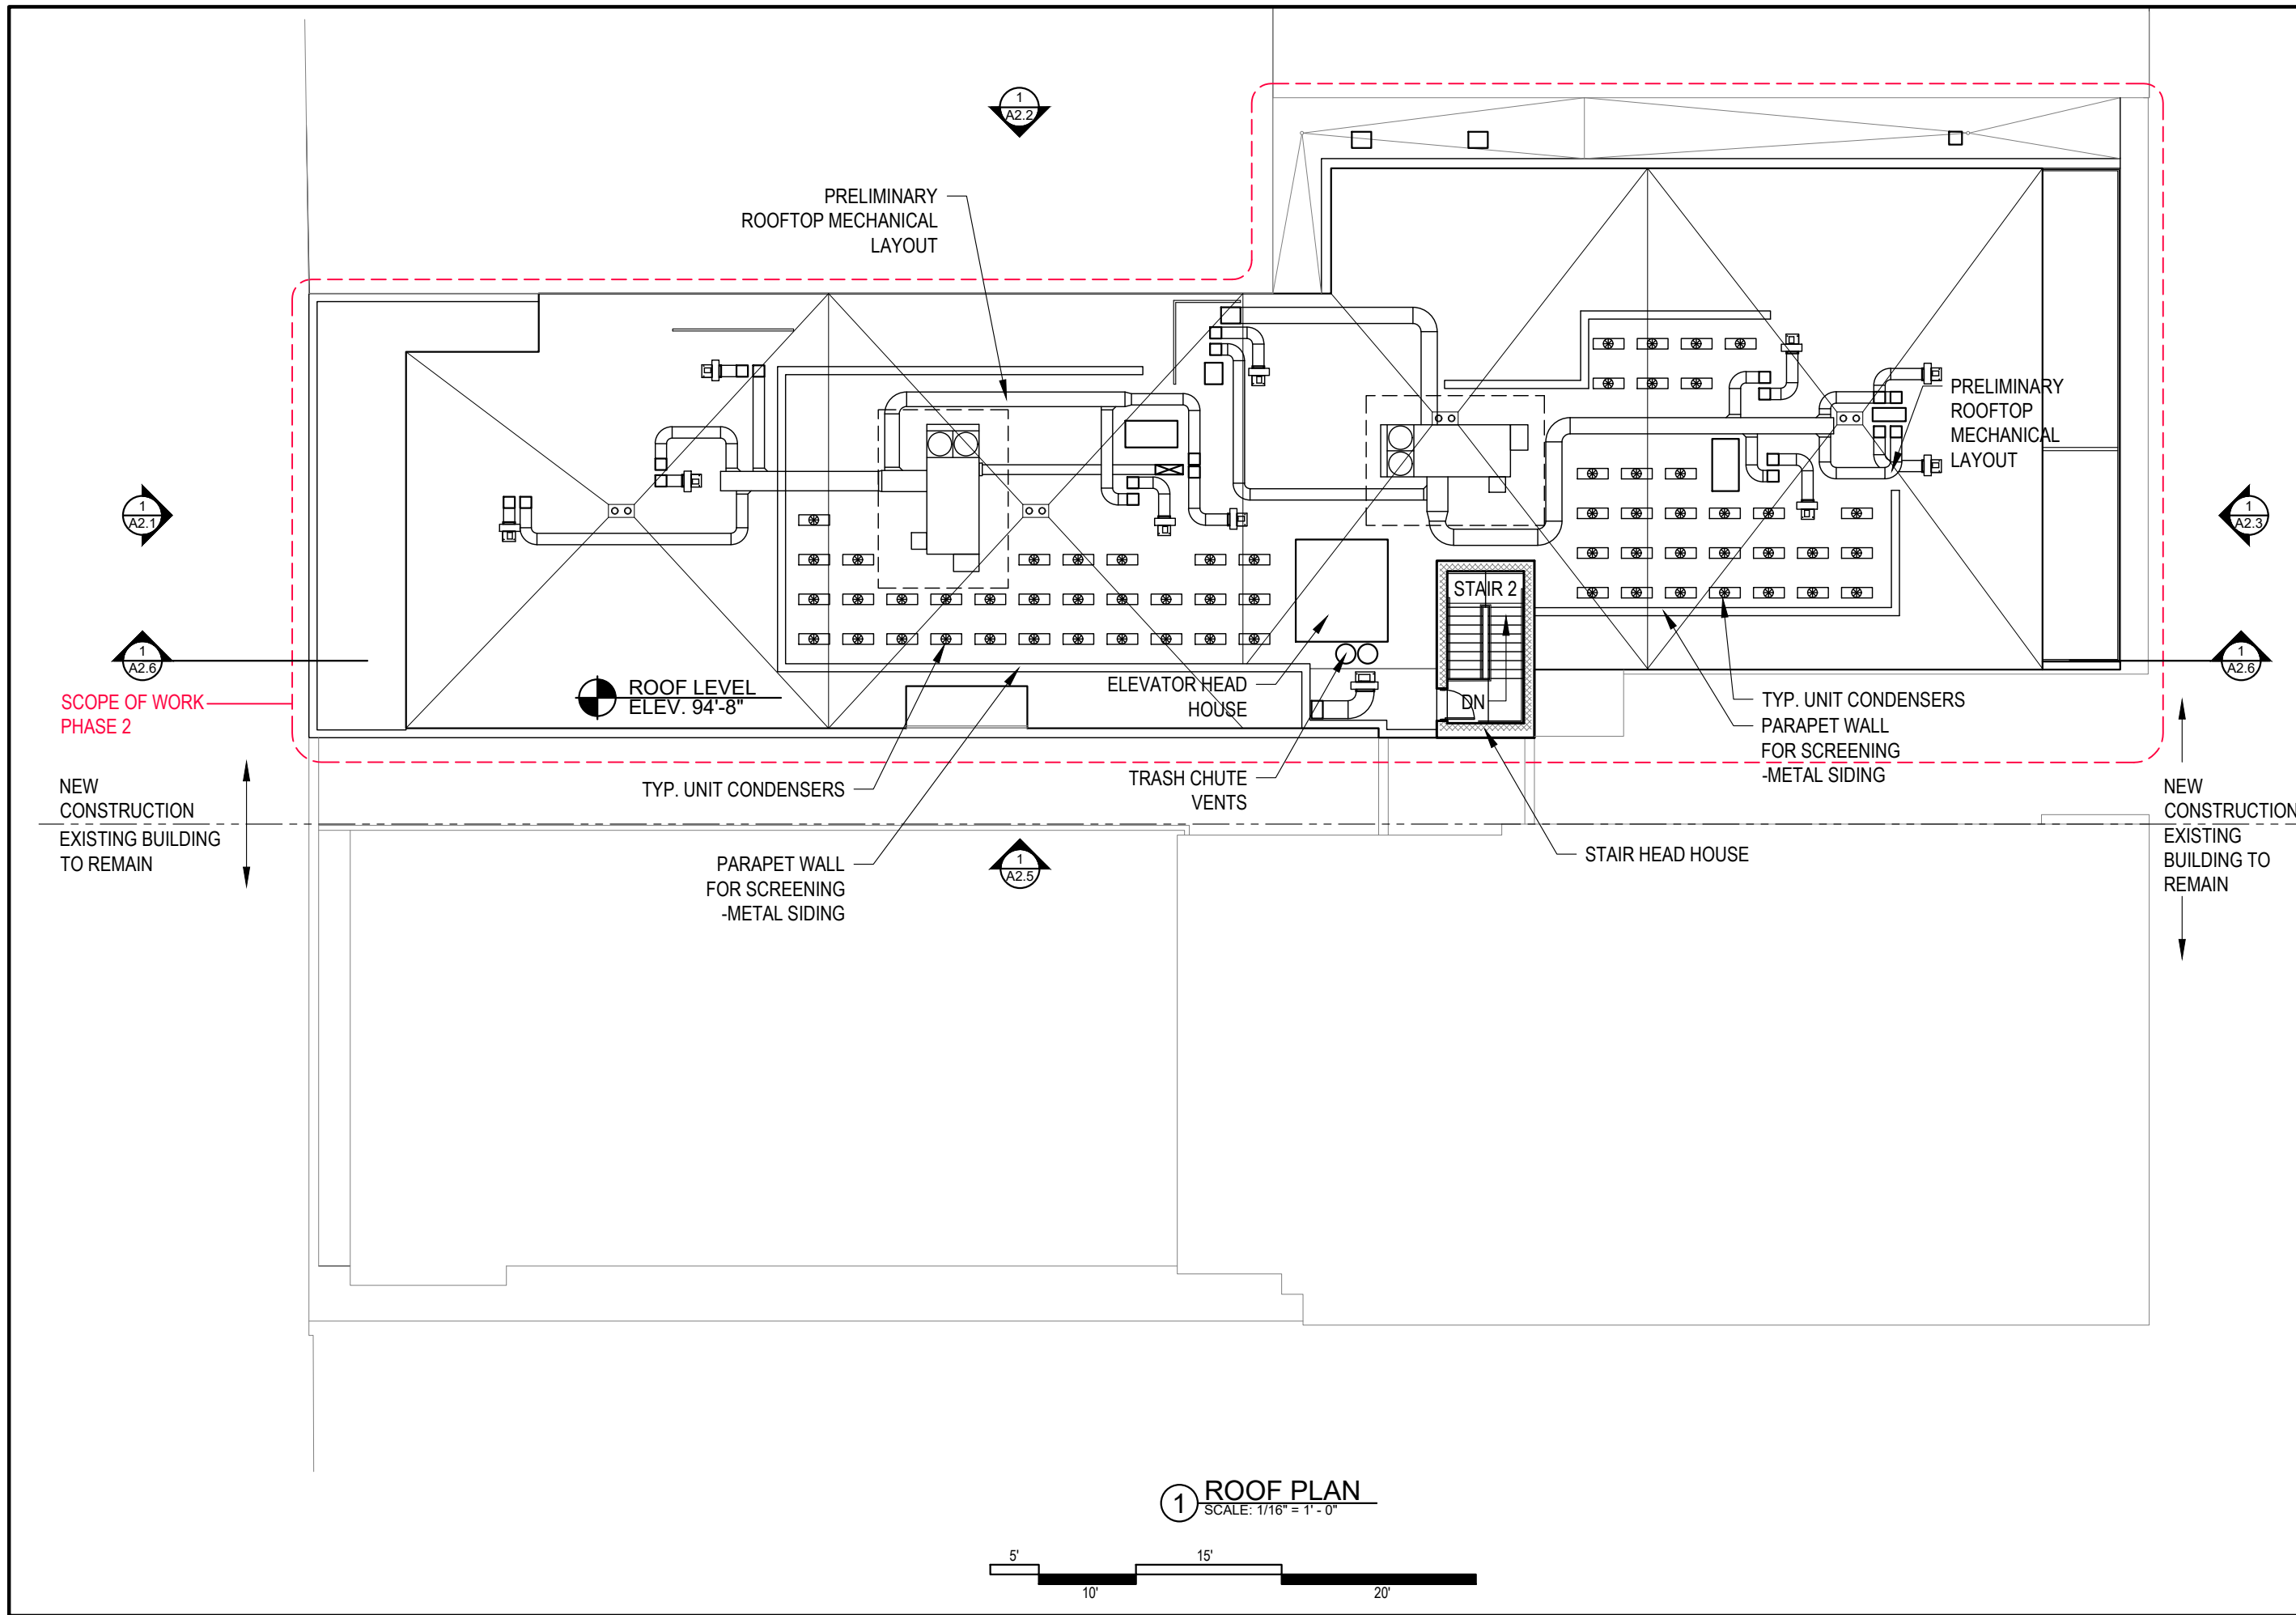 1
A2.2
PRELIMINARY
ROOFTOP MECHANICAL
LAYOUT
PRELIMINARY
ROOFTOP
MECHANICAL
LAYOUT
1
A2.1
1
A2.3
1
A2.6
1
A2.6
STAIR 2
DN
SCOPE OF WORK
PHASE 2
ROOF LEVEL
ELEV. 94'-8"
ELEVATOR HEAD
HOUSE
TYP. UNIT CONDENSERS
PARAPET WALL
FOR SCREENING
-METAL SIDING
TYP. UNIT CONDENSERS
TRASH CHUTE
VENTS
NEW
CONSTRUCTION
EXISTING BUILDING
TO REMAIN
NEW
CONSTRUCTION
EXISTING
BUILDING TO
REMAIN
PARAPET WALL
FOR SCREENING
-METAL SIDING
1
A2.5
STAIR HEAD HOUSE
1
ROOF PLAN
SCALE: 1/16" = 1' - 0"
5'
15'
10'
20'